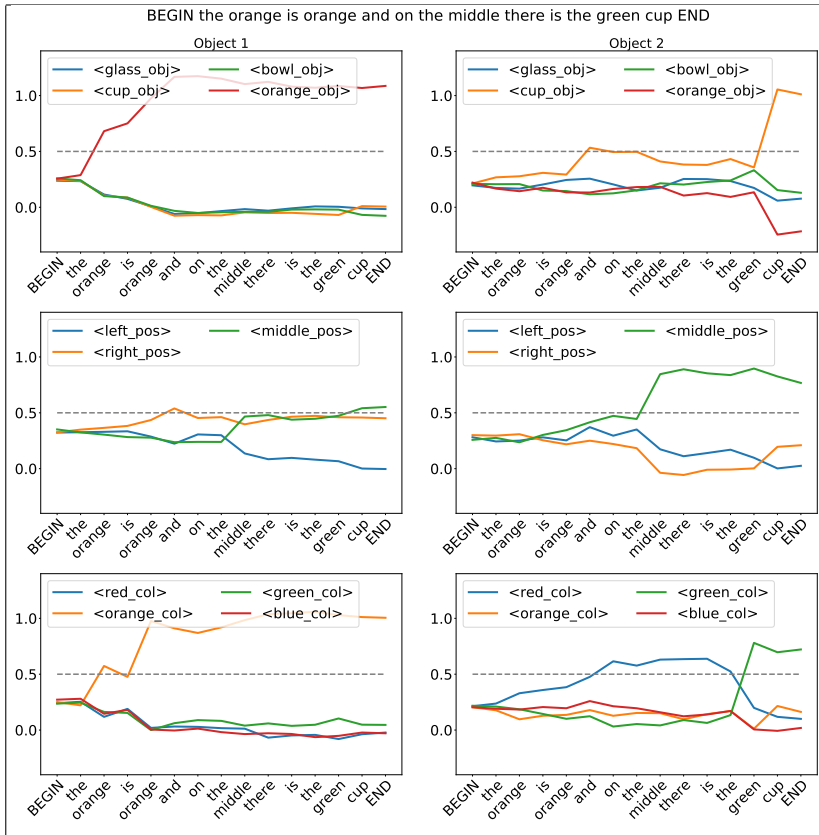 BEGIN the orange is orange and on the middle there is the green cup END
Object 1
<glass_obj> <bowl_obj>
<cup_obj> <orange_obj>
1.0
0.5
0.0
BEGIN the orange is orange and on the middle there is the green cup END
Object 2
<glass_obj> <bowl_obj>
<cup_obj> <orange_obj>
1.0
0.5
0.0
BEGIN the orange is orange and on the middle there is the green cup END
<left_pos> <middle_pos>
<right_pos>
1.0
0.5
0.0
BEGIN the orange is orange and on the middle there is the green cup END
<left_pos> <middle_pos>
<right_pos>
1.0
0.5
0.0
BEGIN the orange is orange and on the middle there is the green cup END
<red_col> <green_col>
<orange_col> <blue_col>
1.0
0.5
0.0
BEGIN the orange is orange and on the middle there is the green cup END
<red_col> <green_col>
<orange_col> <blue_col>
1.0
0.5
0.0
BEGIN the orange is orange and on the middle there is the green cup END